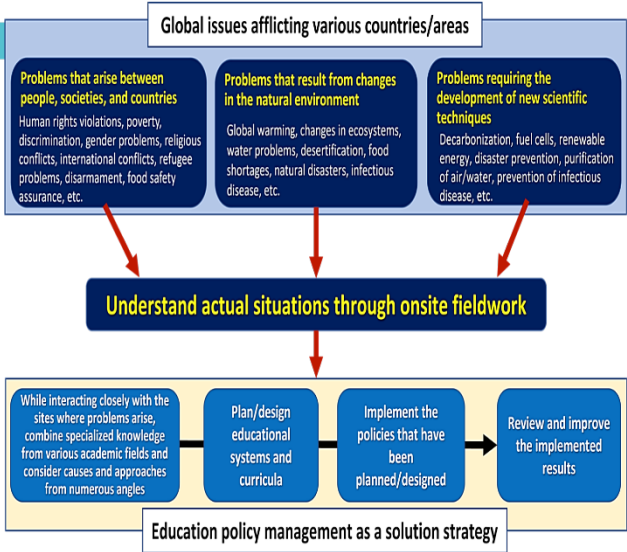 Global issues afflicting various countries/areas
Problems that arise between
people, societies, and countries
Human rights violations, poverty,
discrimination, gender problems, religious
conflicts, international conflicts, refugee
problems, disarmament, food safety
assurance, etc.
Problems that result from changes
in the natural environment
Global warming, changes in ecosystems,
water problems, desertification, food
shortages, natural disasters, infectious
disease, etc.
Problems requiring the
development of new scientific
techniques
Decarbonization, fuel cells, renewable
energy, disaster prevention, purification
of air/water, prevention of infectious
disease, etc.
Understand actual situations through onsite fieldwork
While interacting closely with the
sites where problems arise,
combine specialized knowledge
from various academic fields and
consider causes and approaches
from numerous angles
Plan/design
educational
systems and
curricula
Implement the
policies that have
been
planned/designed
Review and improve
the implemented
results
Education policy management as a solution strategy